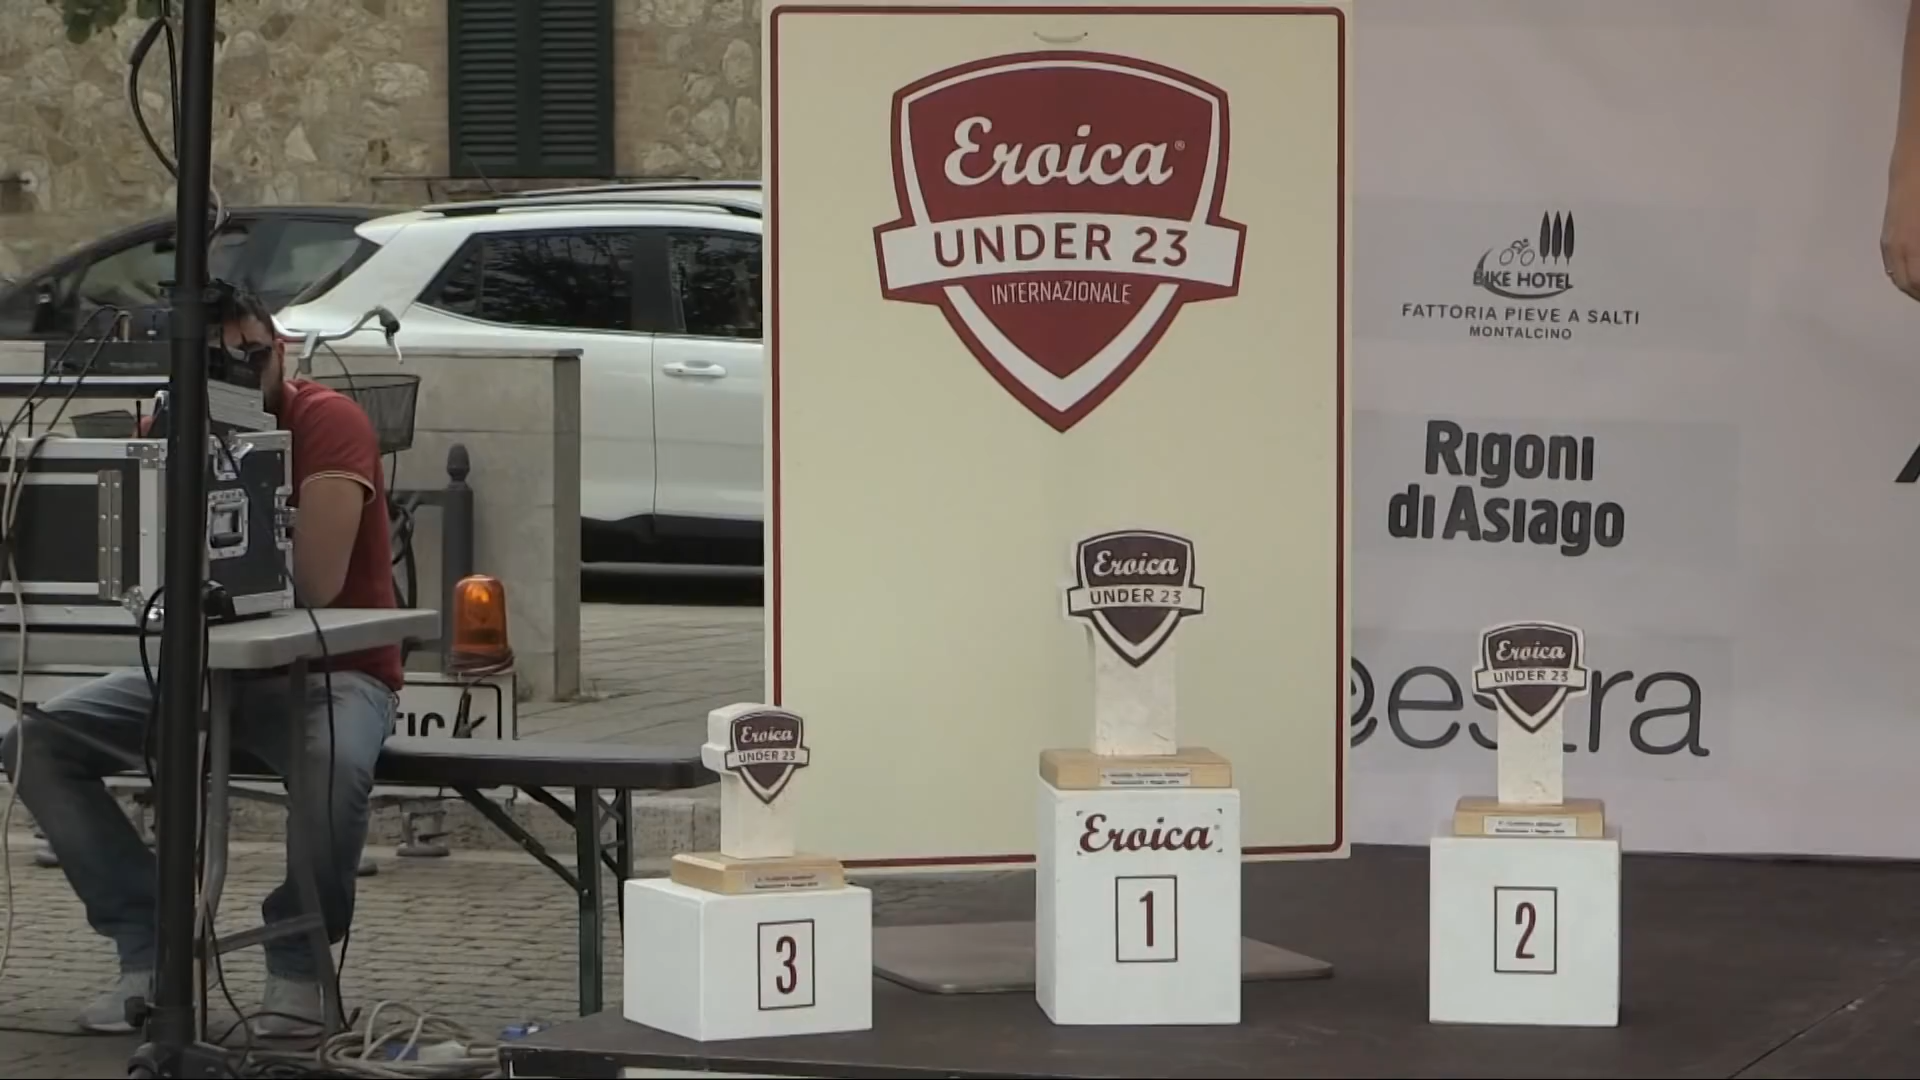 Eroica®
UNDER 23
INTERNAZIONALE
BIKE HOTEL
FATTORIA PIEVE A SALTI
MONTALCINO
Rigoni
di Asiago
Eroica
UNDER 23
Eroica
UNDER 23
Eroica
UNDER 23
Eroica
1
2
3